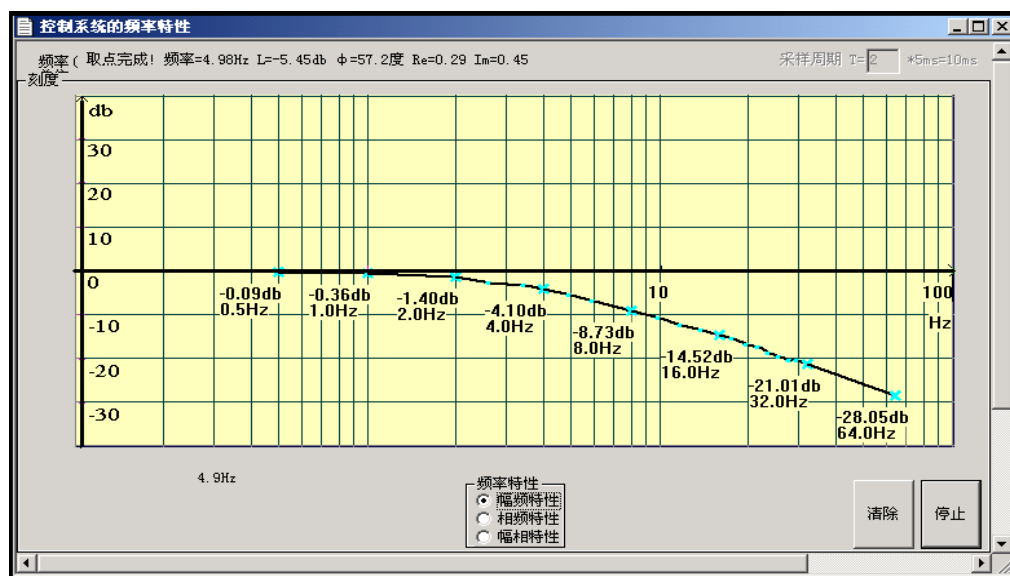 控制系统的频率特性
频率( 取点完成! 频率=4.98Hz L=-5.45db φ=57.2度 Re=0.29 Im=0.45
采样周期 T=2 *5ms=10ms
刻度
db
30
20
10
0
-10
-20
-30
10
100
Hz
-0.09db
0.5Hz
-0.36db
1.0Hz
-1.40db
2.0Hz
-4.10db
4.0Hz
-8.73db
8.0Hz
-14.52db
16.0Hz
-21.01db
32.0Hz
-28.05db
64.0Hz
4.9Hz
频率特性
幅频特性
相频特性
幅相特性
清除
停止